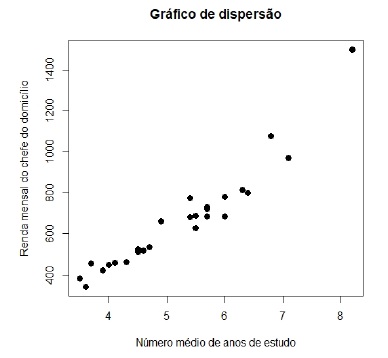 Gráfico de dispersão
Renda mensal do chefe do domicílio
1400
1200
1000
800
600
400
4 5 6 7 8
Número médio de anos de estudo